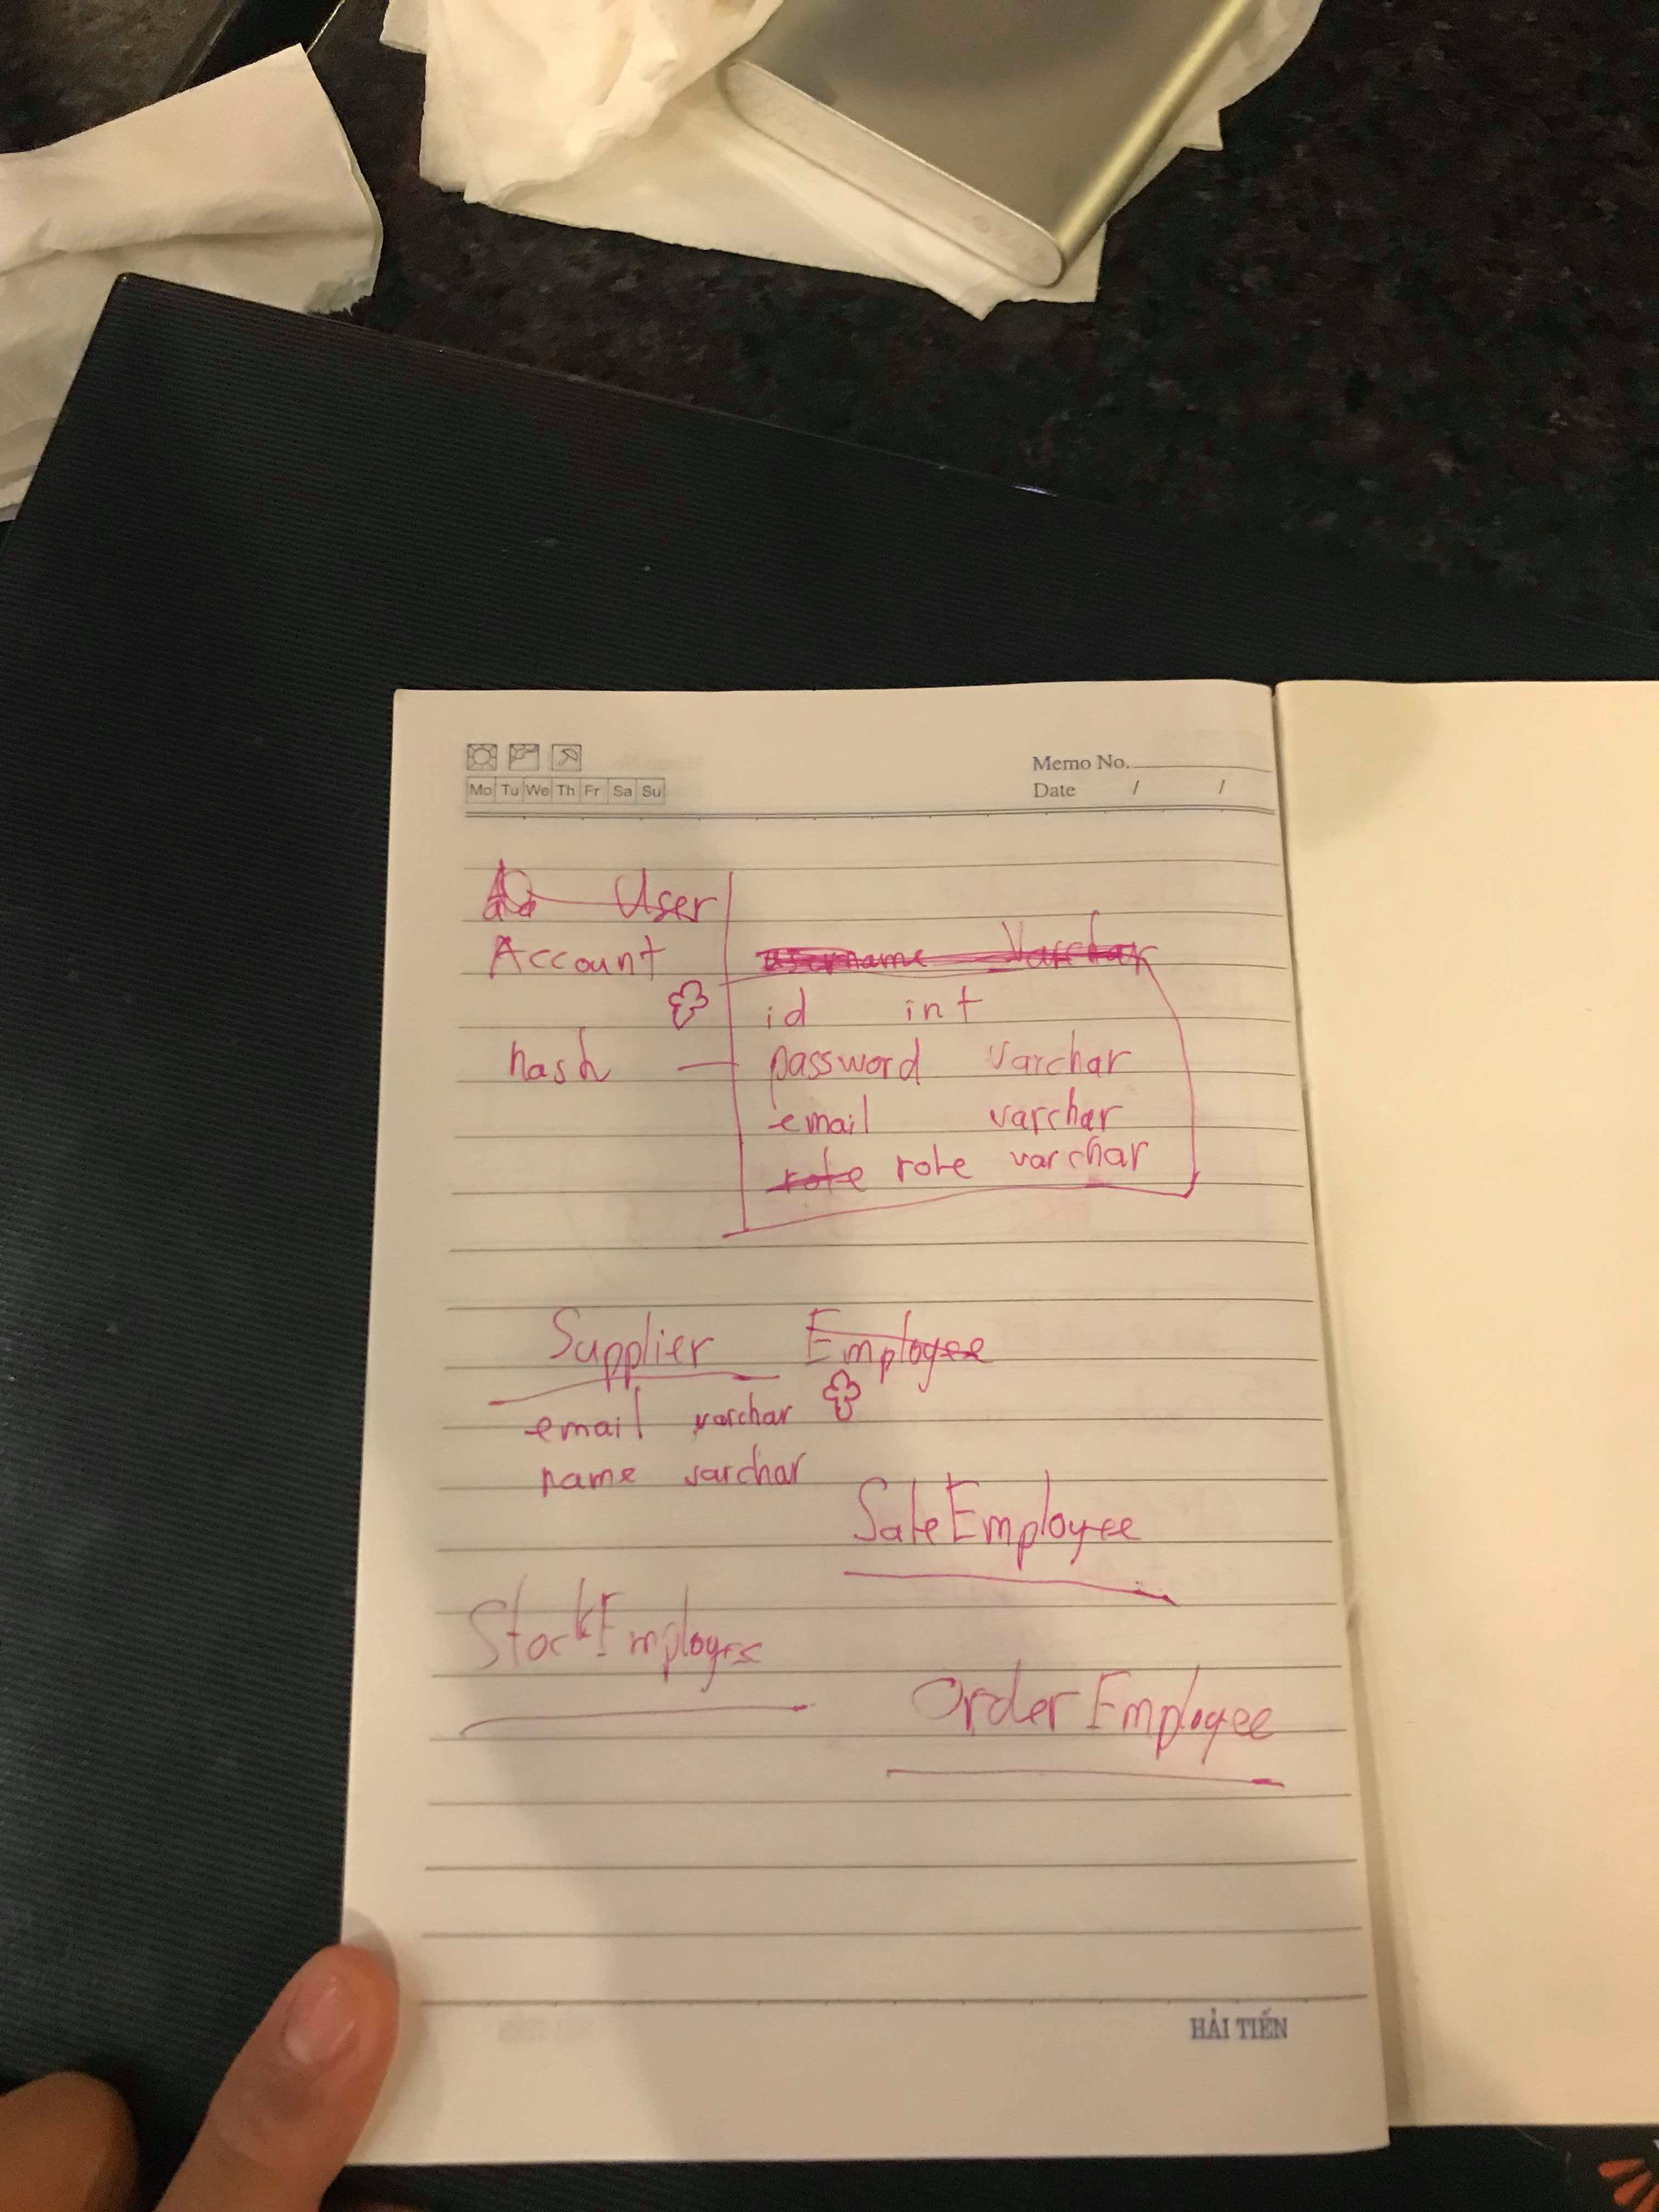 Memo No.
Mo Tu We Th Fr Sa Su
Date / /
User
Account
username Varchar
id int
hash — password varchar
email varchar
role role varchar
Supplier Employee
email varchar
name varchar
SaleEmployee
StockEmployee
OrderEmployee
HẢI TIẾN